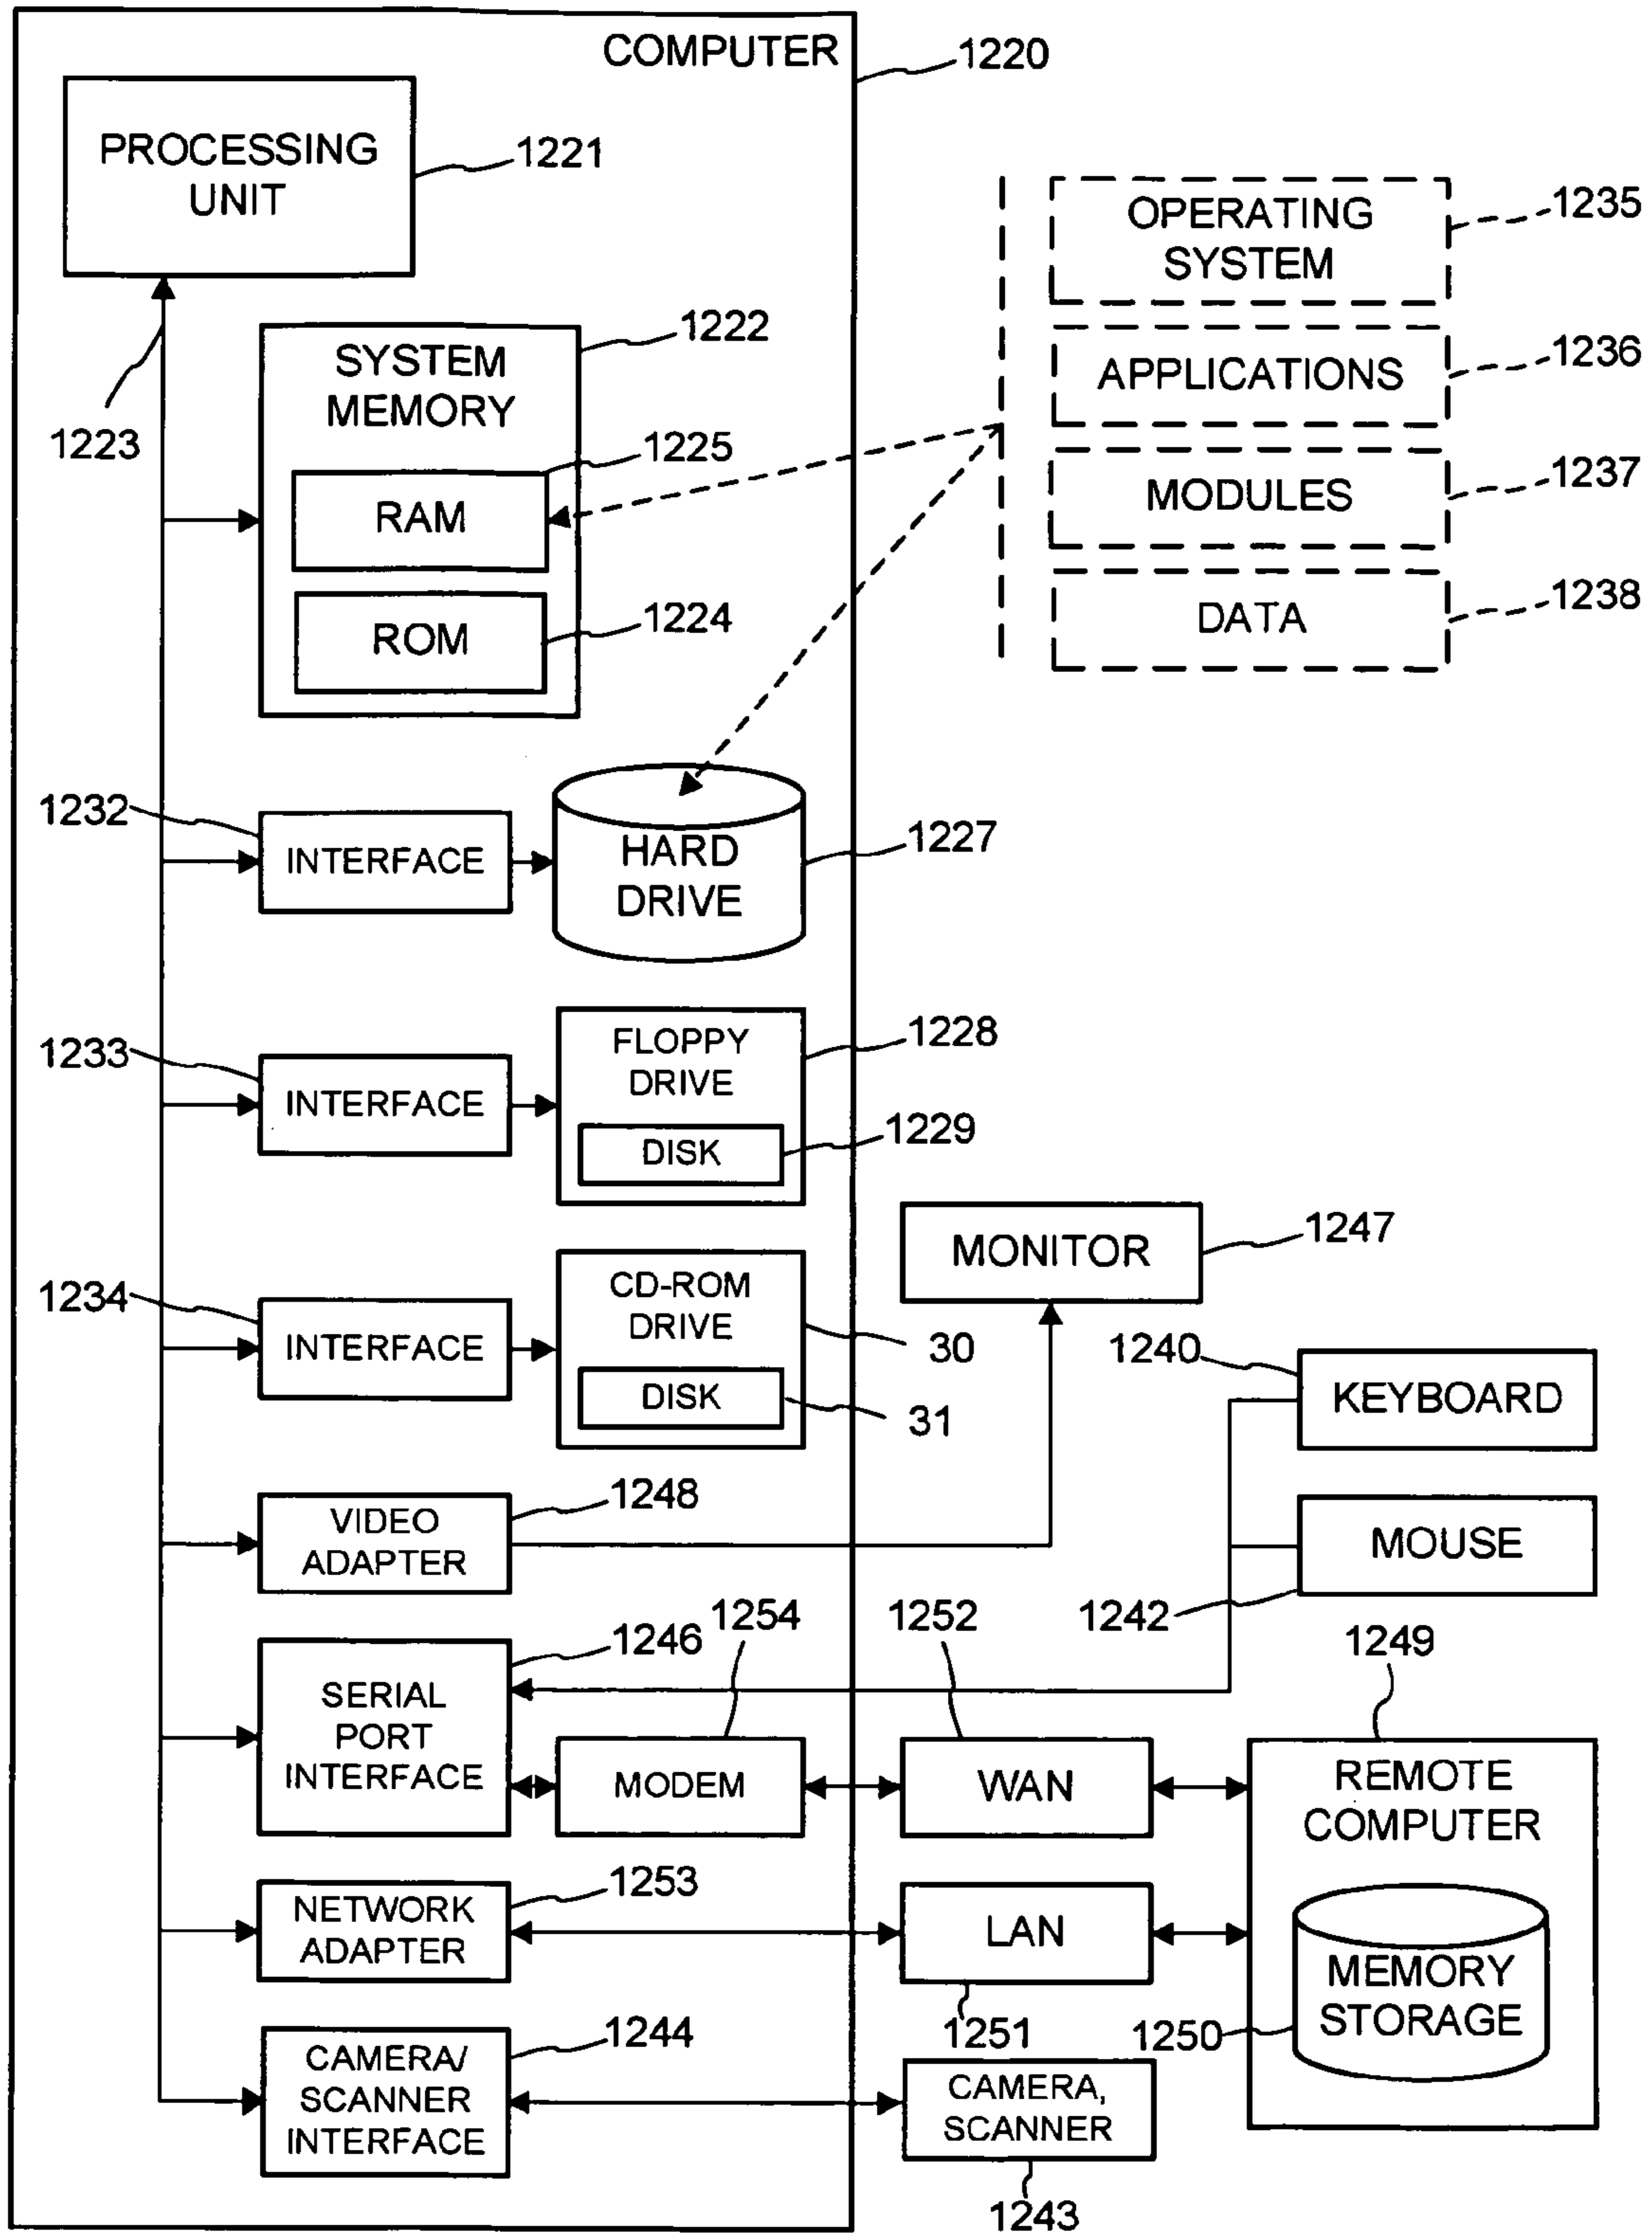 COMPUTER
1220
PROCESSING
UNIT
1221
1223
SYSTEM
MEMORY
1222
1225
RAM
1224
ROM
OPERATING
SYSTEM
1235
APPLICATIONS
1236
MODULES
1237
DATA
1238
1232
INTERFACE
HARD
DRIVE
1227
1233
INTERFACE
FLOPPY
DRIVE
1228
DISK
1229
1234
INTERFACE
CD-ROM
DRIVE
30
DISK
31
MONITOR
1247
1240
KEYBOARD
MOUSE
1242
VIDEO
ADAPTER
1248
SERIAL
PORT
INTERFACE
1246
1254
MODEM
1252
WAN
1249
REMOTE
COMPUTER
MEMORY
STORAGE
1250
NETWORK
ADAPTER
1253
LAN
1251
CAMERA/
SCANNER
INTERFACE
1244
CAMERA,
SCANNER
1243